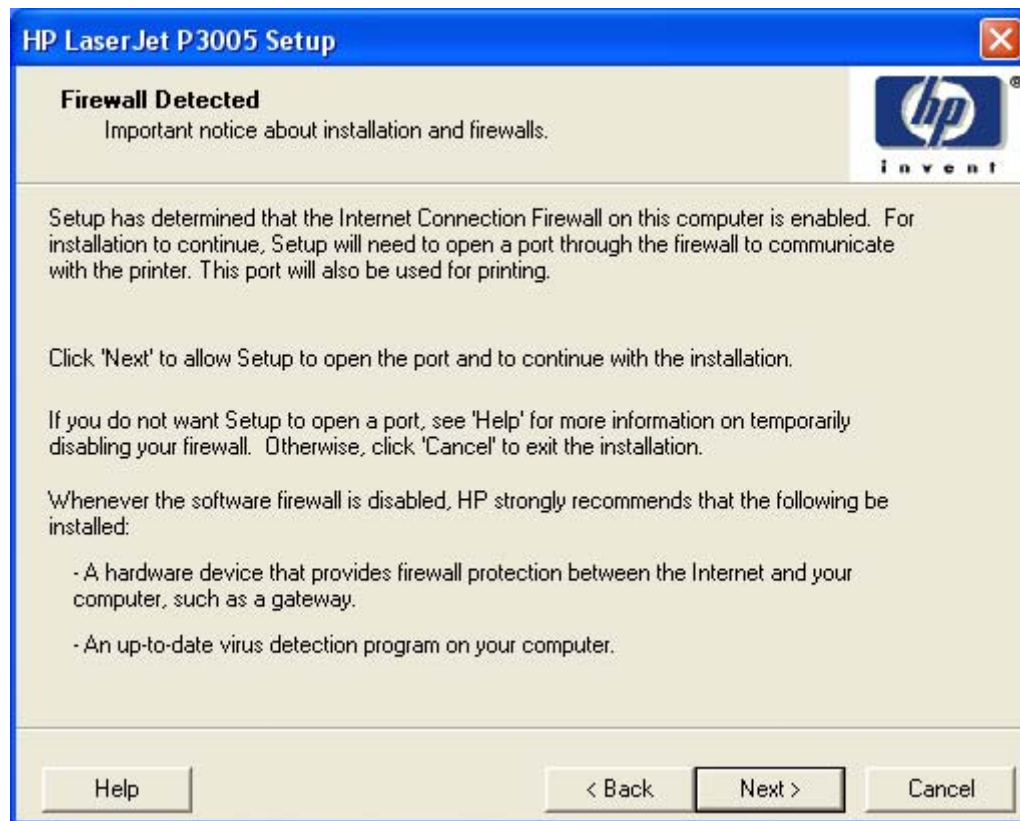 HP LaserJet P3005 Setup
Firewall Detected
Important notice about installation and firewalls.
hp
®
invent
Setup has determined that the Internet Connection Firewall on this computer is enabled.  For
installation to continue, Setup will need to open a port through the firewall to communicate
with the printer. This port will also be used for printing.
Click 'Next' to allow Setup to open the port and to continue with the installation.
If you do not want Setup to open a port, see 'Help' for more information on temporarily
disabling your firewall.  Otherwise, click 'Cancel' to exit the installation.
Whenever the software firewall is disabled, HP strongly recommends that the following be
installed:
- A hardware device that provides firewall protection between the Internet and your
computer, such as a gateway.
- An up-to-date virus detection program on your computer.
Help
< Back
Next >
Cancel